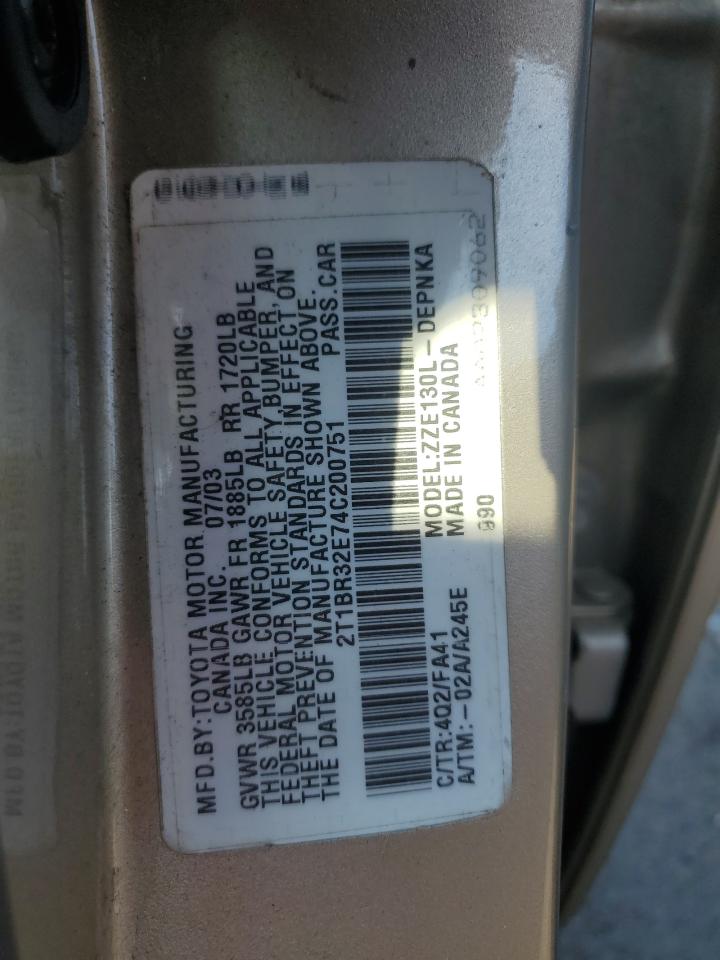 MFD.BY:TOYOTA MOTOR MANUFACTURING
CANADA INC. 07/03
GVWR 3585LB GAWR FR 1885LB RR 1720LB
THIS VEHICLE CONFORMS TO ALL APPLICABLE
FEDERAL MOTOR VEHICLE SAFETY,BUMPER, AND
THEFT PREVENTION STANDARDS IN EFFECT ON
THE DATE OF MANUFACTURE SHOWN ABOVE.
2T1BR32E74C200751 PASS.CAR
C/TR:4Q2/FA41 MODEL:ZZE130L–DEPNKA
A/TM:–02A/A245E MADE IN CANADA
990